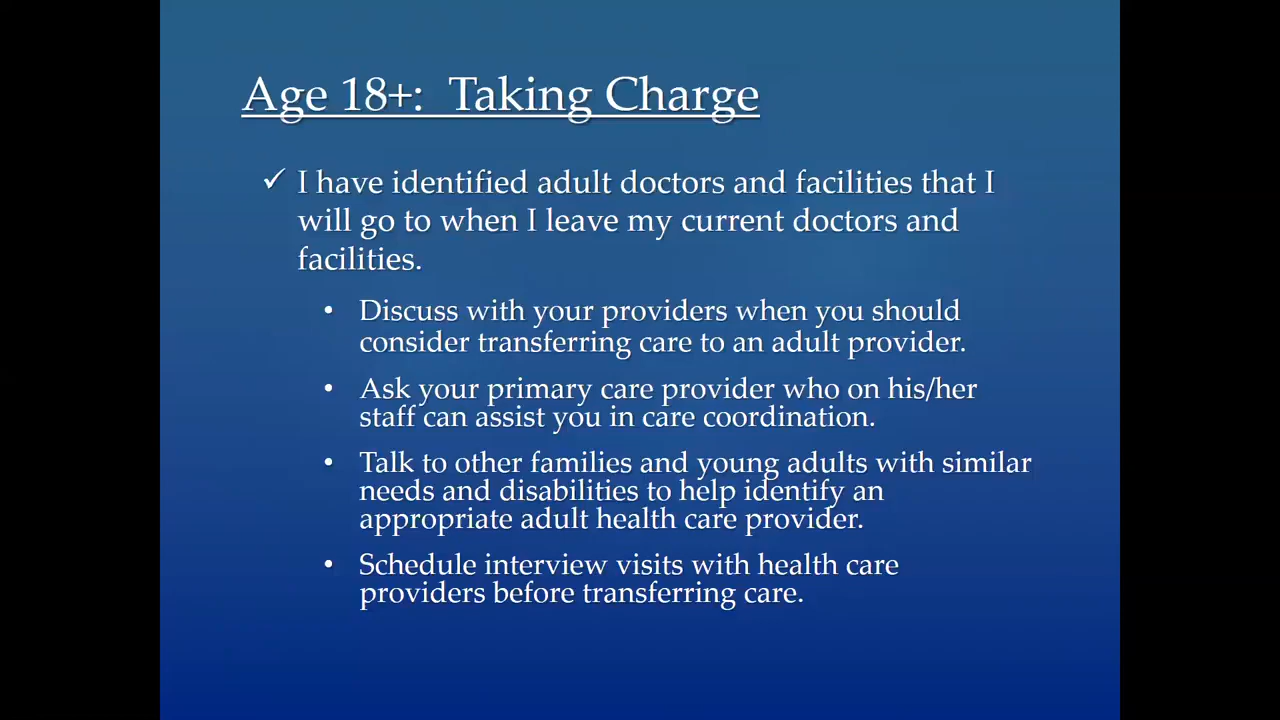 Age 18+:  Taking Charge
✓ I have identified adult doctors and facilities that I
will go to when I leave my current doctors and
facilities.
• Discuss with your providers when you should
consider transferring care to an adult provider.
• Ask your primary care provider who on his/her
staff can assist you in care coordination.
• Talk to other families and young adults with similar
needs and disabilities to help identify an
appropriate adult health care provider.
• Schedule interview visits with health care
providers before transferring care.